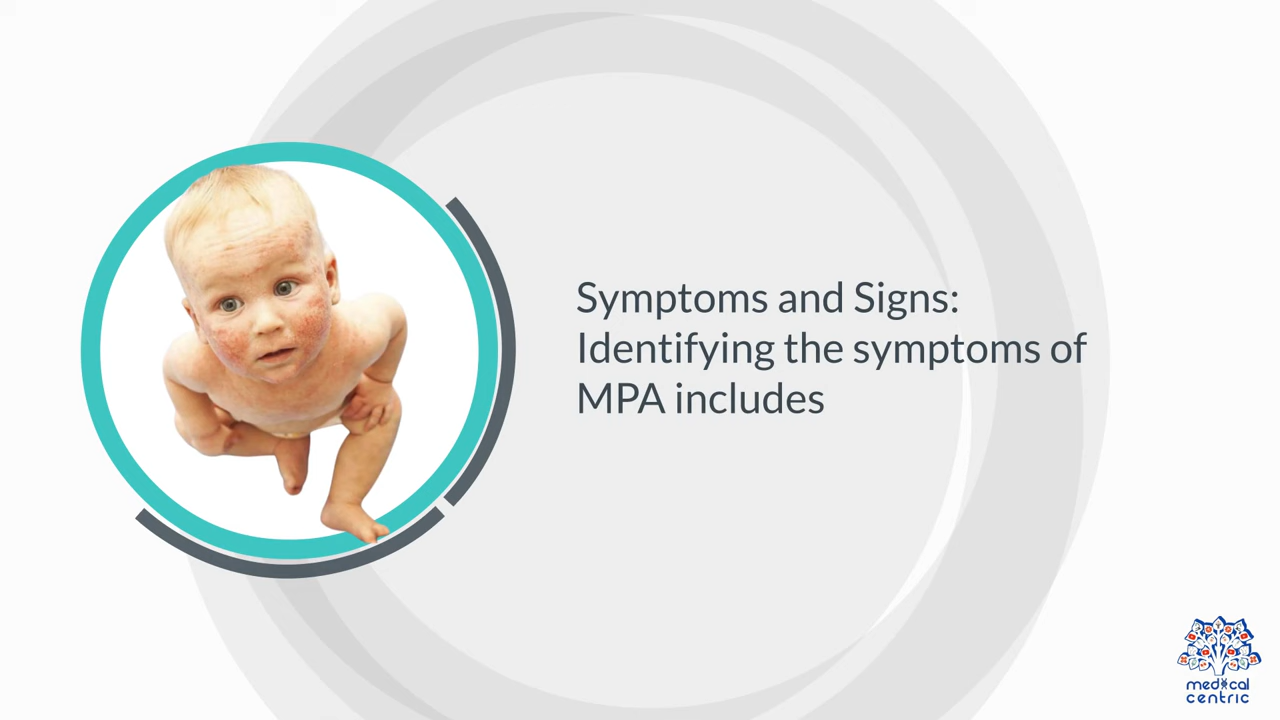 Symptoms and Signs:
Identifying the symptoms of
MPA includes
medical
centric